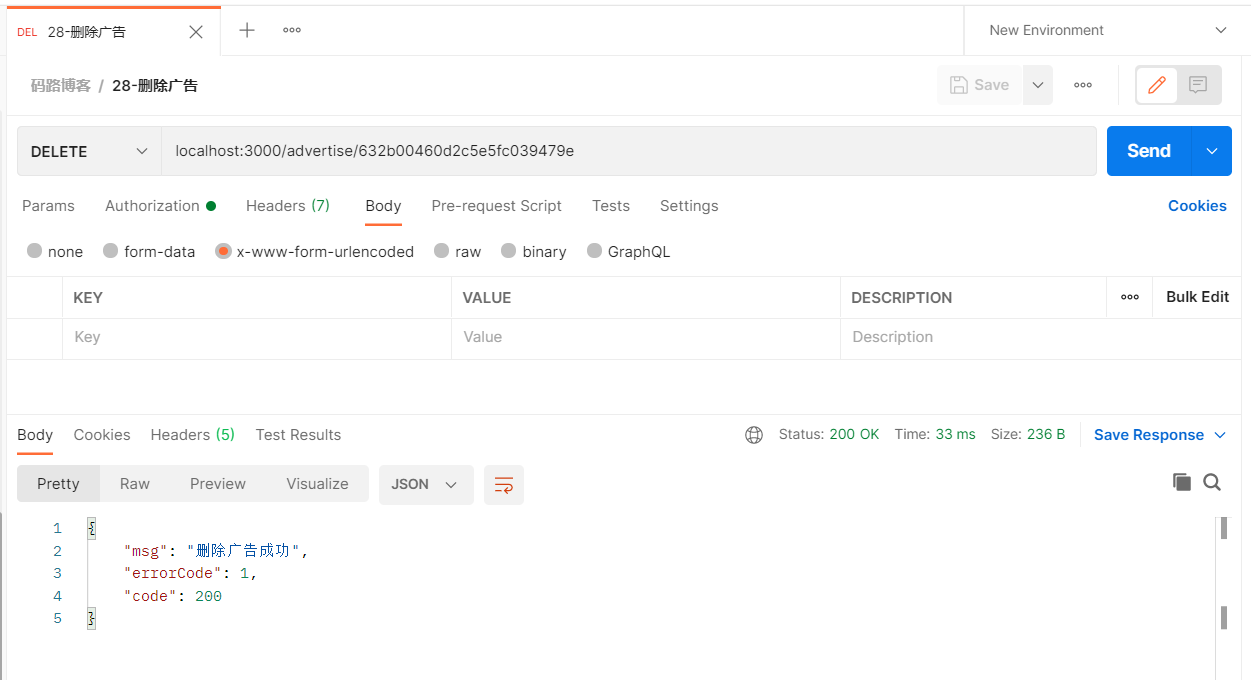 DEL 28-删除广告 New Environment
码路博客 / 28-删除广告 Save
DELETE localhost:3000/advertise/632b00460d2c5e5fc039479e Send
Params Authorization Headers (7) Body Pre-request Script Tests Settings Cookies
none form-data x-www-form-urlencoded raw binary GraphQL
KEY VALUE DESCRIPTION Bulk Edit
Key Value Description
Body Cookies Headers (5) Test Results Status: 200 OK Time: 33 ms Size: 236 B Save Response
Pretty Raw Preview Visualize JSON
1 {
2 "msg": "删除广告成功",
3 "errorCode": 1,
4 "code": 200
5 }